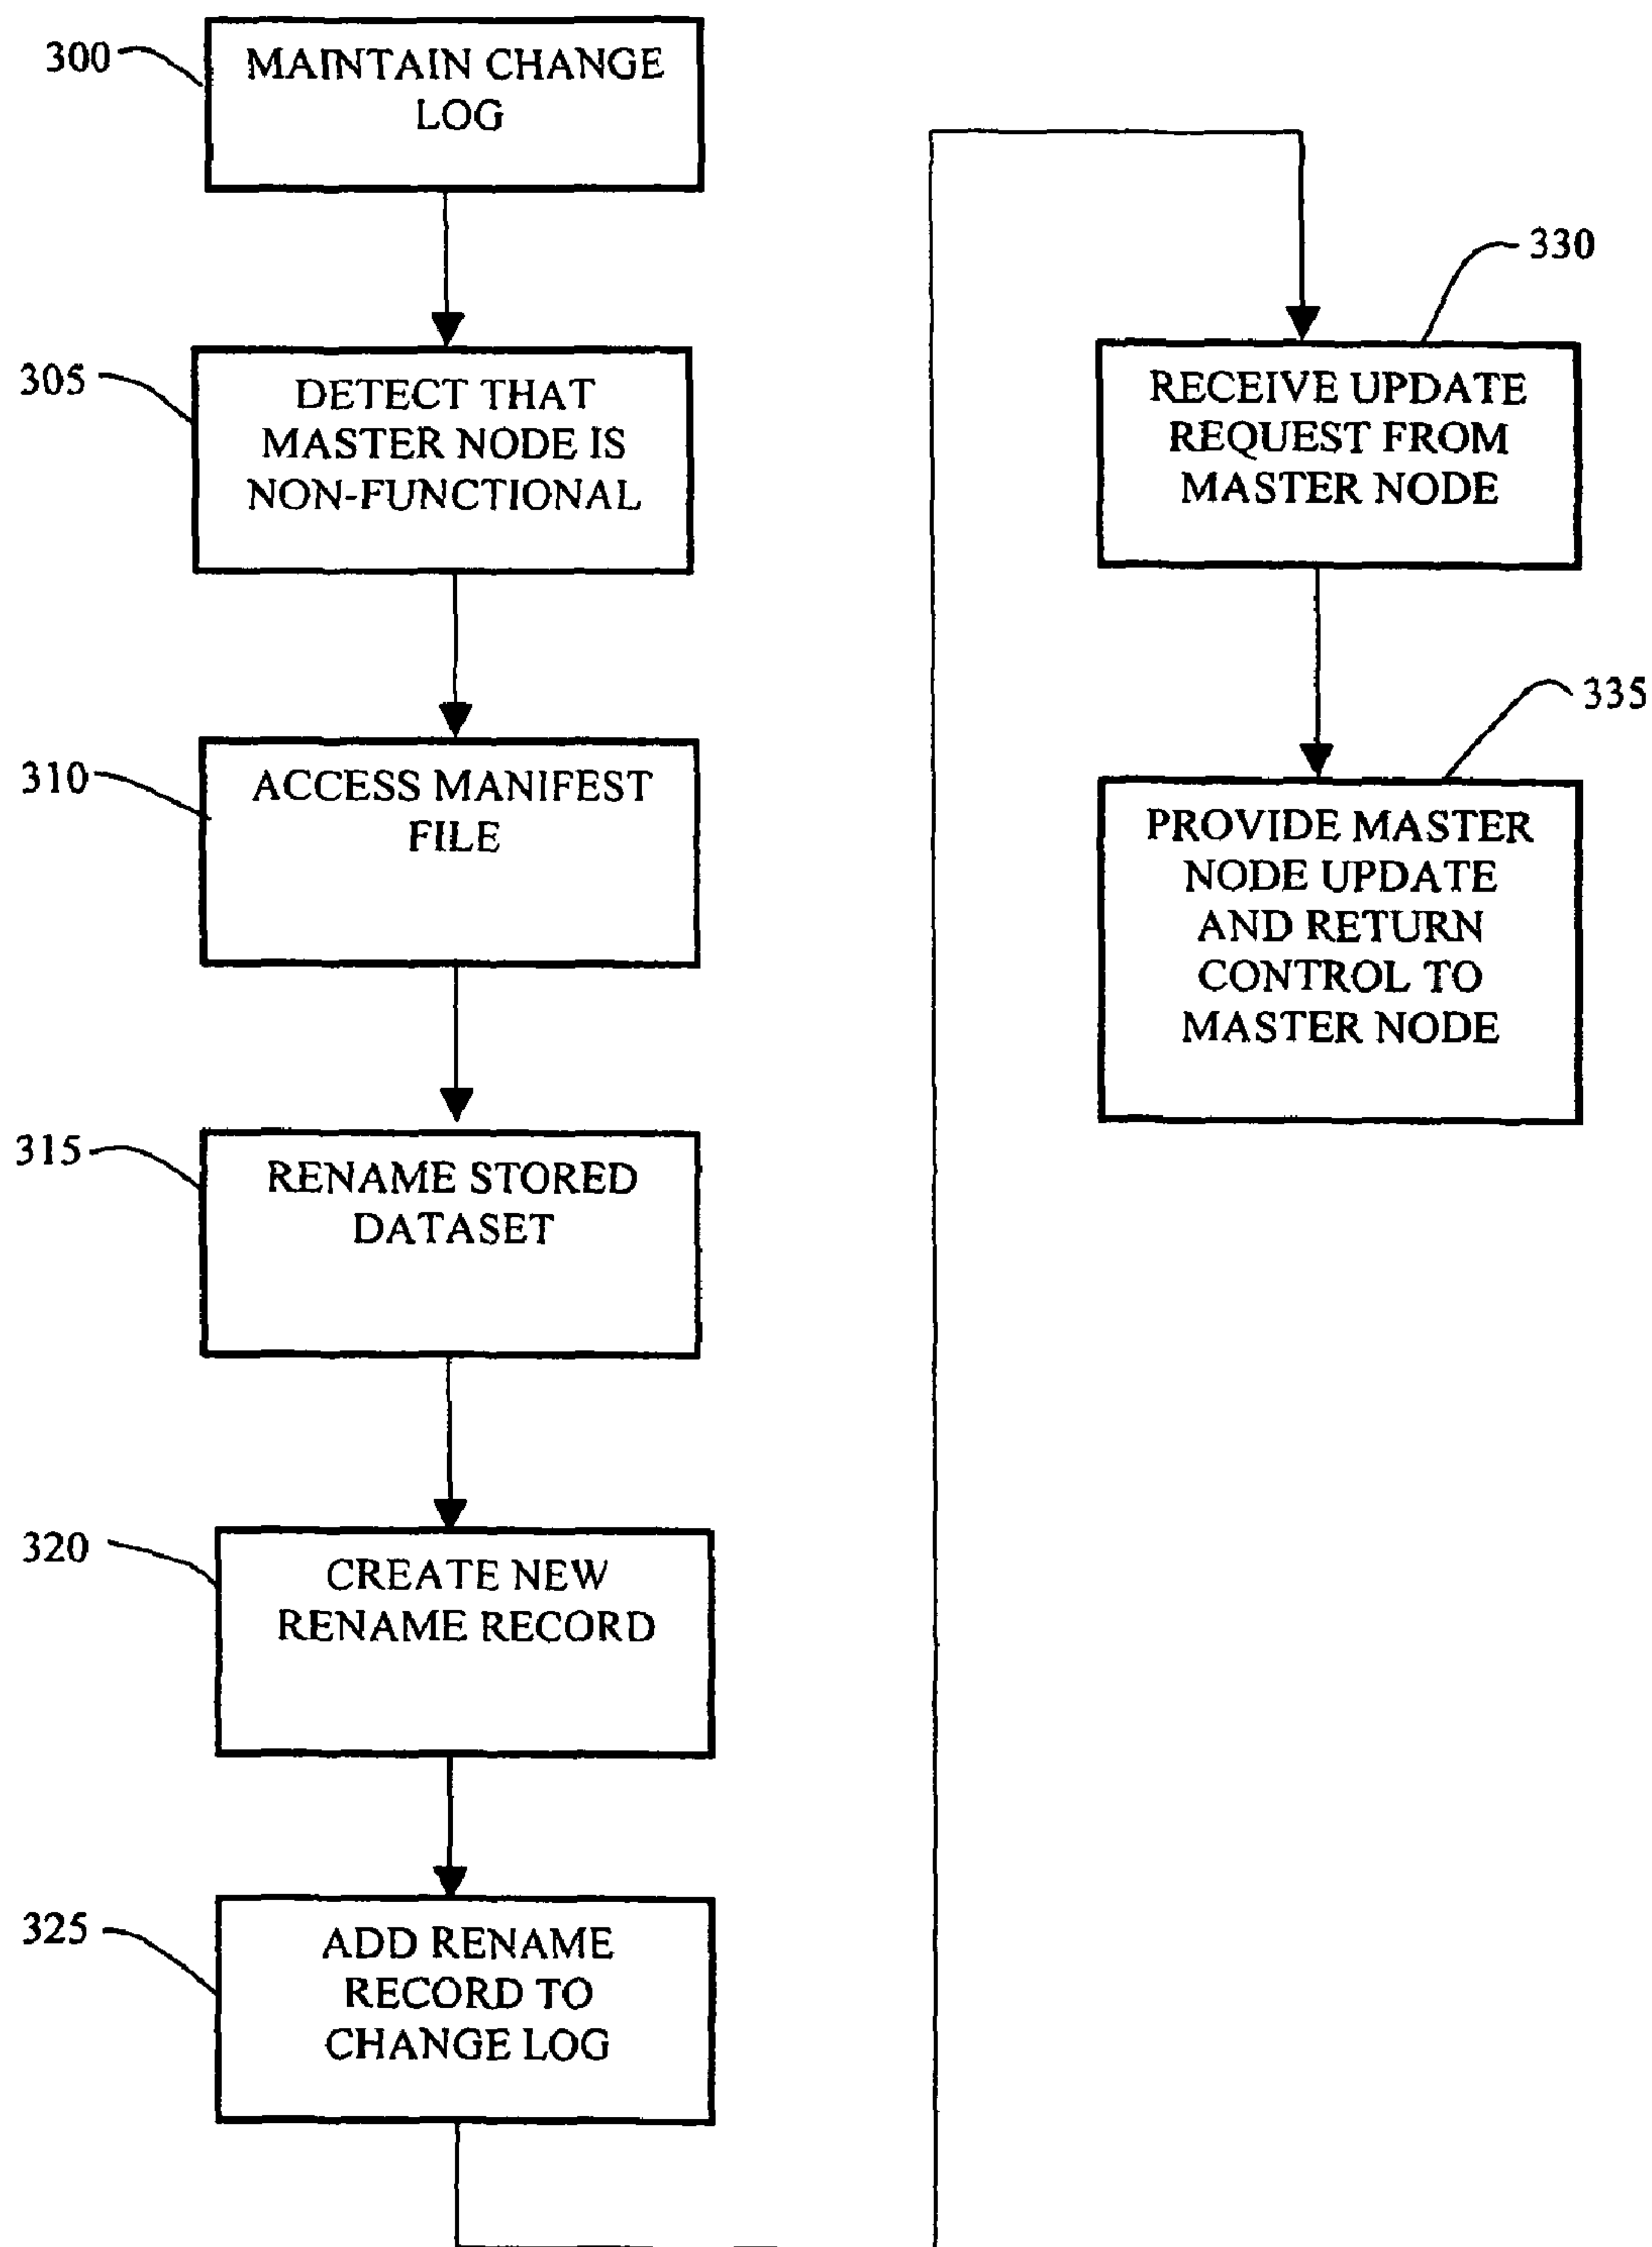 300
MAINTAIN CHANGE
LOG
305
DETECT THAT
MASTER NODE IS
NON-FUNCTIONAL
310
ACCESS MANIFEST
FILE
315
RENAME STORED
DATASET
320
CREATE NEW
RENAME RECORD
325
ADD RENAME
RECORD TO
CHANGE LOG
330
RECEIVE UPDATE
REQUEST FROM
MASTER NODE
335
PROVIDE MASTER
NODE UPDATE
AND RETURN
CONTROL TO
MASTER NODE